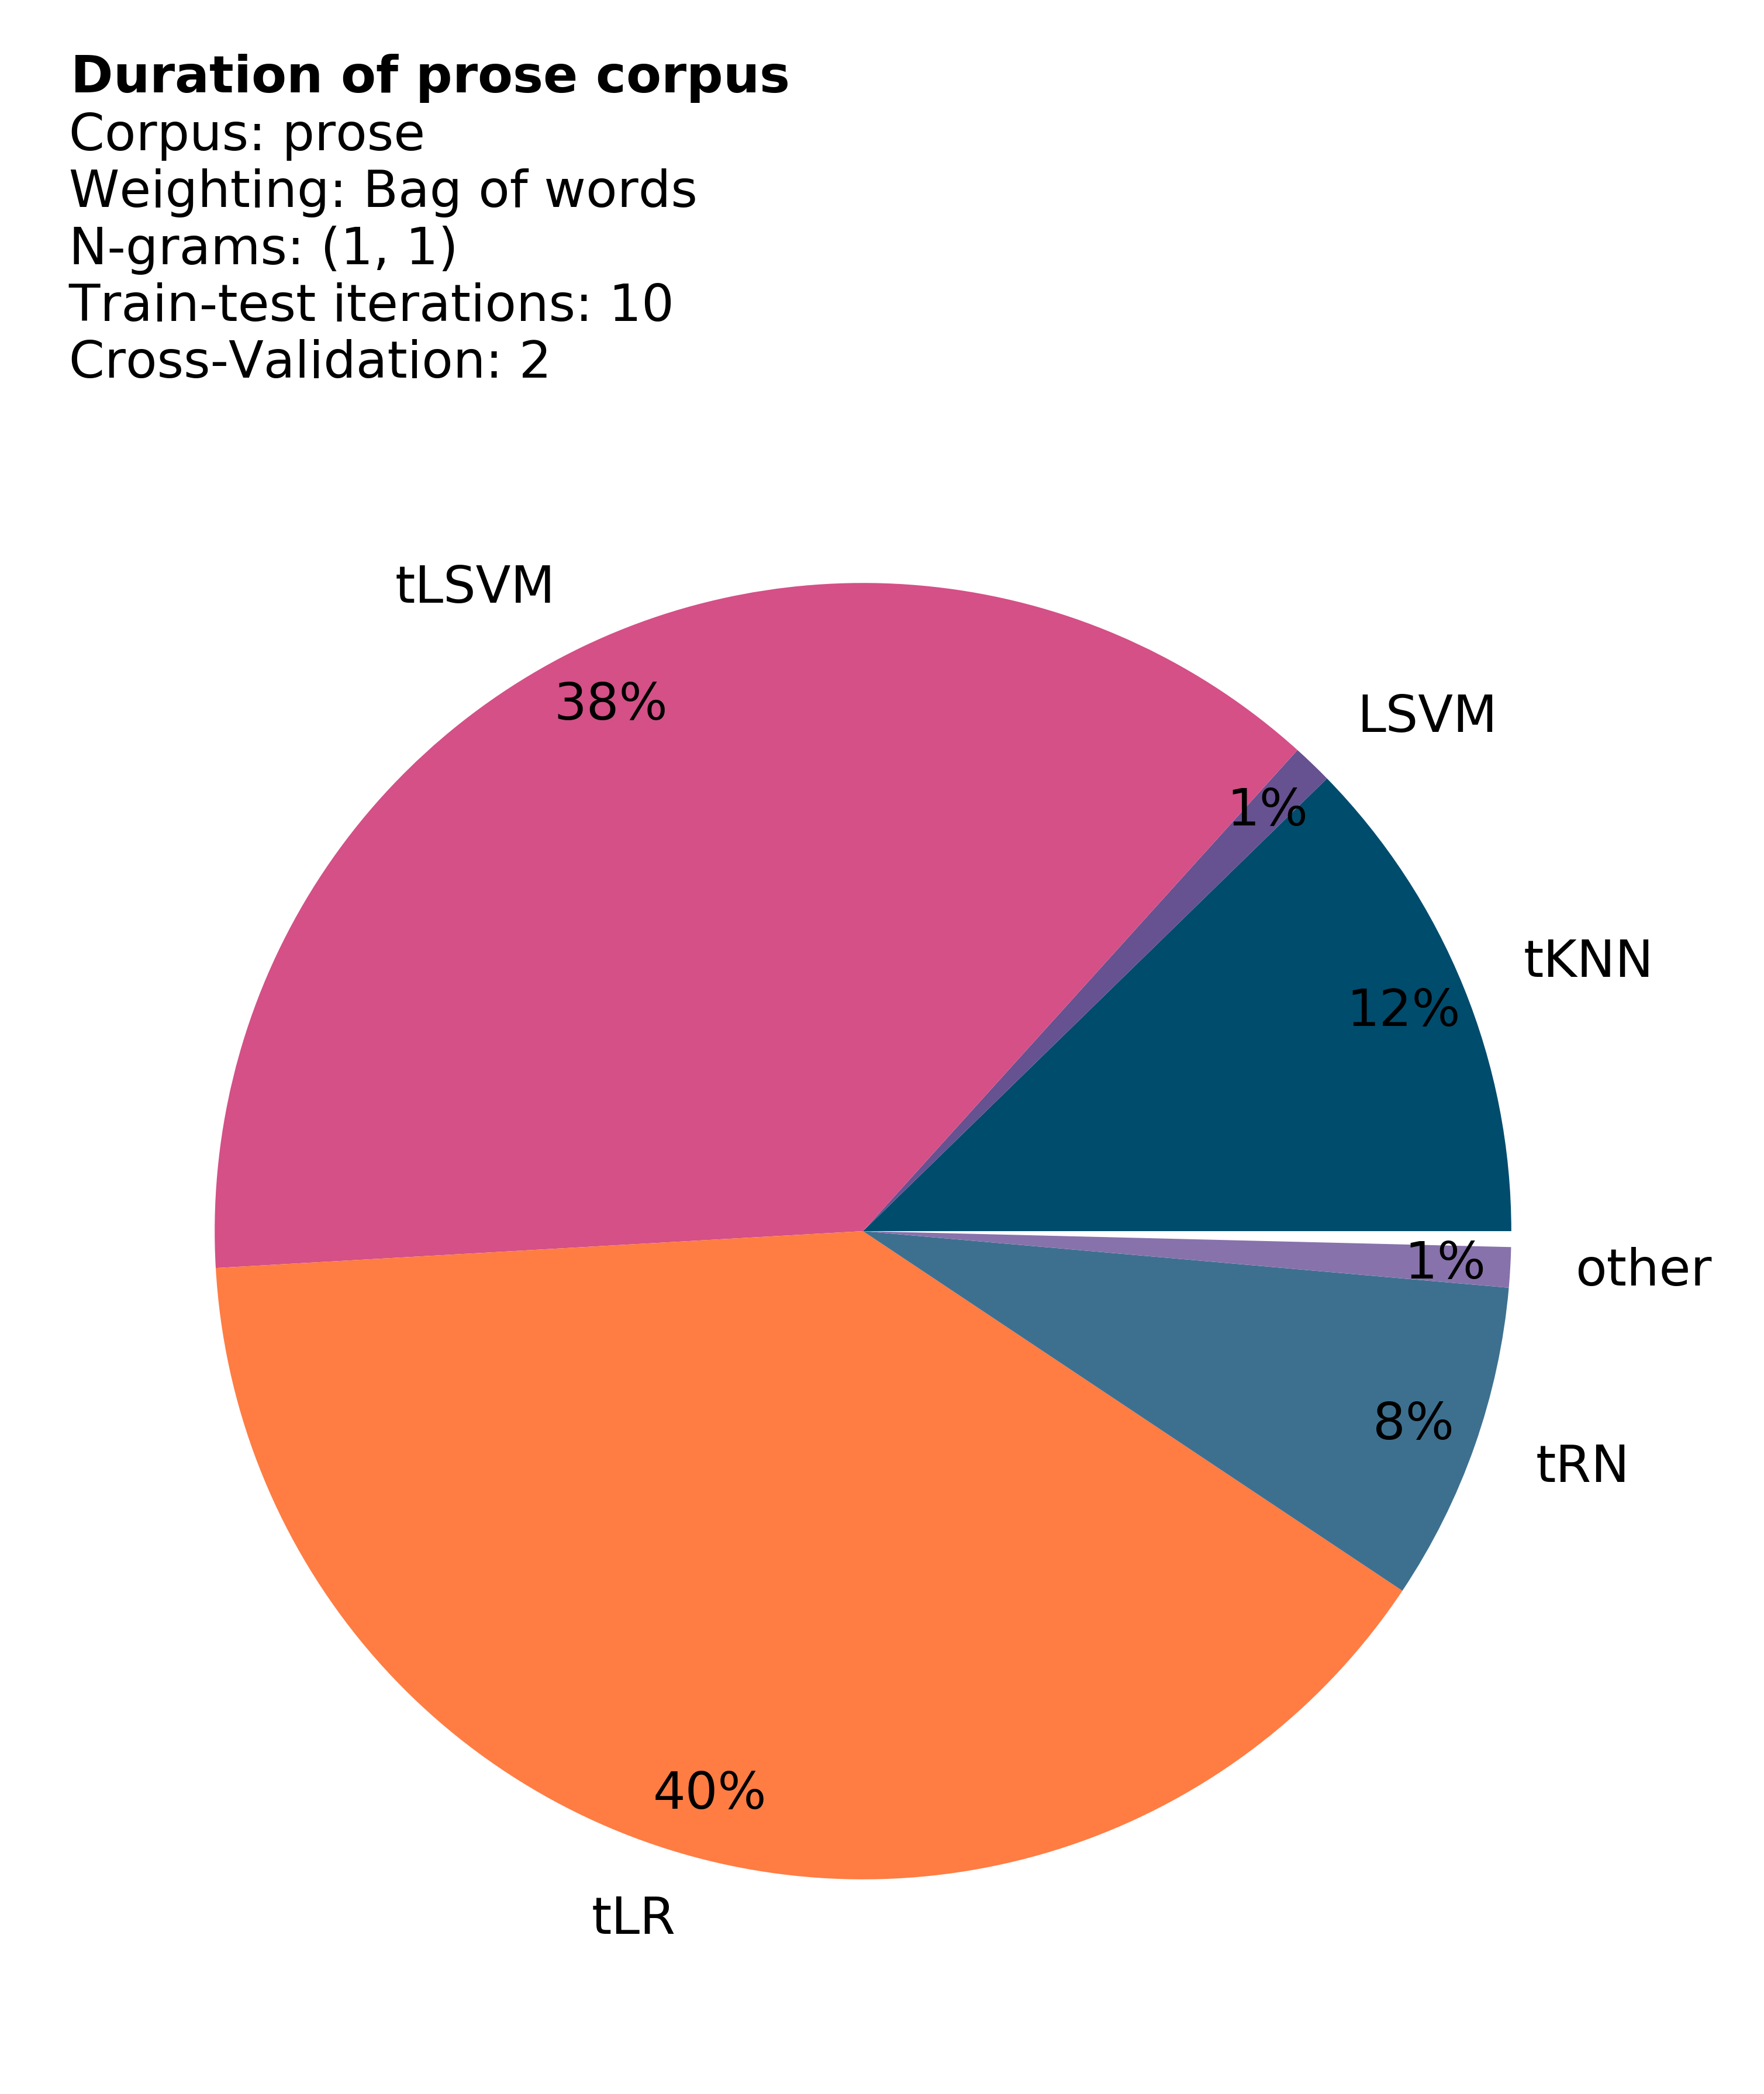 Duration of prose corpus
Corpus: prose
Weighting: Bag of words
N-grams: (1, 1)
Train-test iterations: 10
Cross-Validation: 2
tLSVM
38%
LSVM
1%
tKNN
12%
1%
other
8%
tRN
40%
tLR